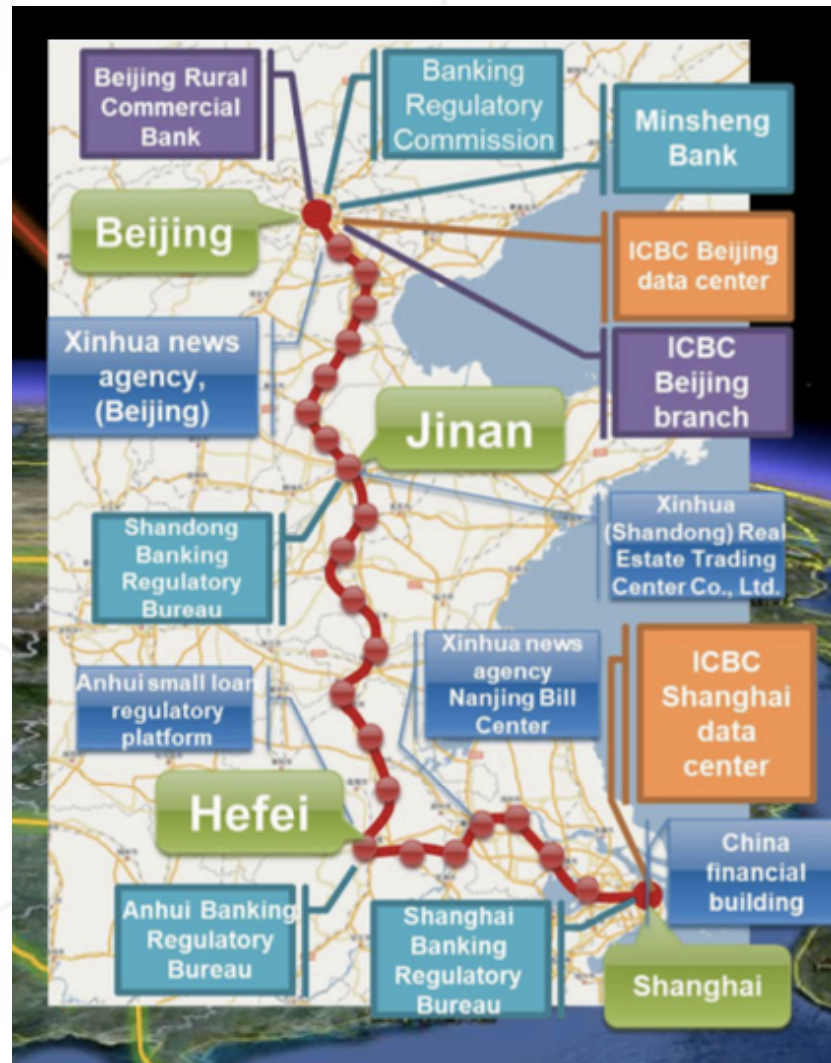 Beijing Rural
Commercial
Bank
Banking
Regulatory
Commission
Minsheng
Bank
Beijing
ICBC Beijing
data center
Xinhua news
agency,
(Beijing)
ICBC
Beijing
branch
Jinan
Shandong
Banking
Regulatory
Bureau
Xinhua
(Shandong) Real
Estate Trading
Center Co., Ltd.
Anhui small loan
regulatory
platform
Xinhua news
agency
Nanjing Bill
Center
ICBC
Shanghai
data
center
Hefei
China
financial
building
Anhui Banking
Regulatory
Bureau
Shanghai
Banking
Regulatory
Bureau
Shanghai